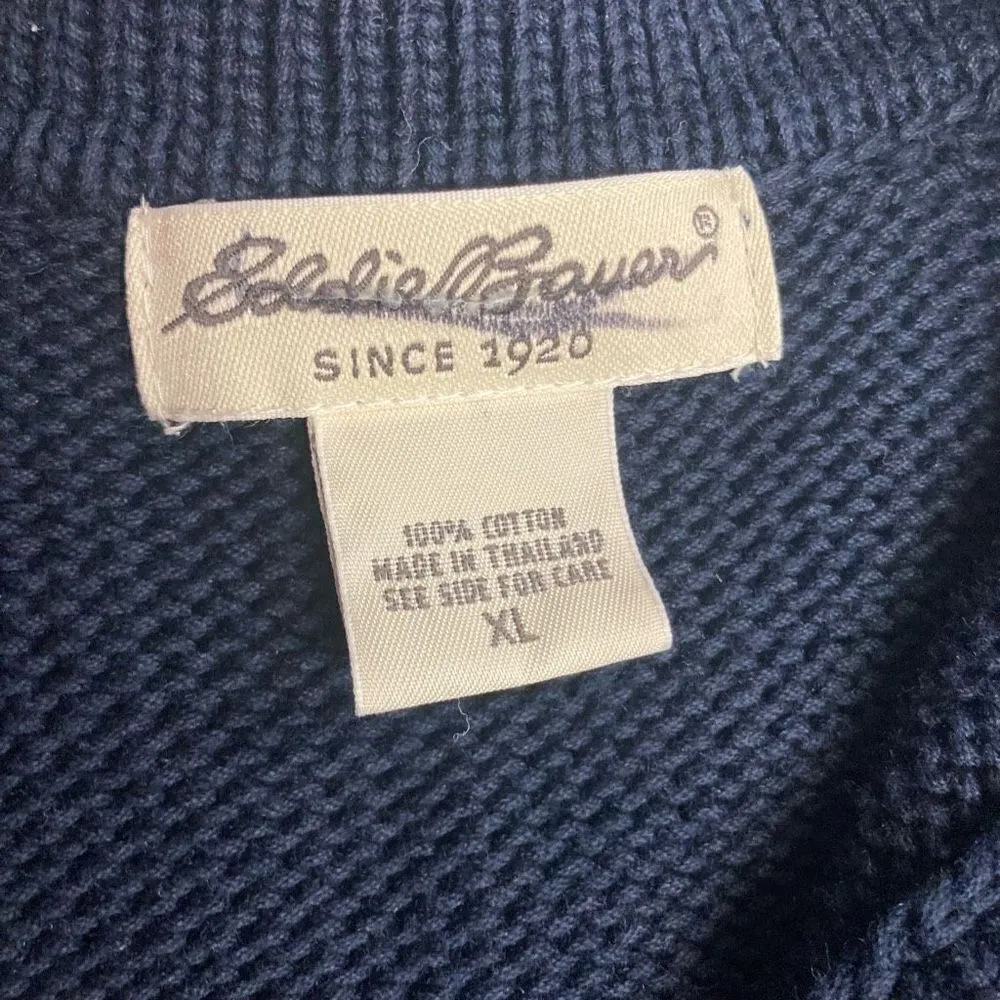 Eddie Bauer®
SINCE 1920
100% COTTON
MADE IN THAILAND
SEE SIDE FOR CARE
XL